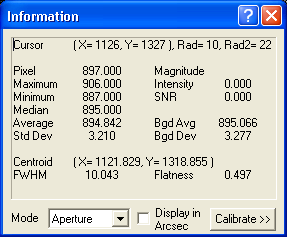 Information
Cursor ( X= 1126, Y= 1327 ), Rad= 10, Rad2= 22
Pixel 897.000 Magnitude
Maximum 906.000 Intensity 0.000
Minimum 887.000 SNR 0.000
Median 895.000
Average 894.842 Bgd Avg 895.066
Std Dev 3.210 Bgd Dev 3.277
Centroid ( X= 1121.829, Y= 1318.855 )
FWHM 10.043 Flatness 0.497
Mode Aperture Display in Arcsec Calibrate >>